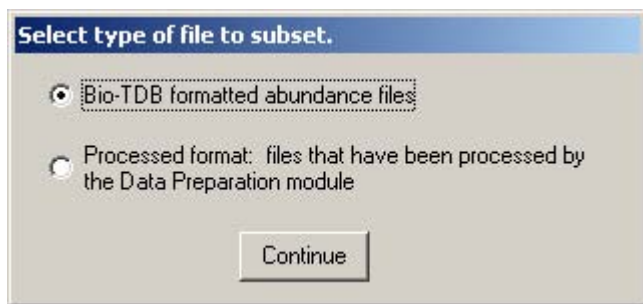 Select type of file to subset.
Bio-TDB formatted abundance files
Processed format:  files that have been processed by
the Data Preparation module
Continue